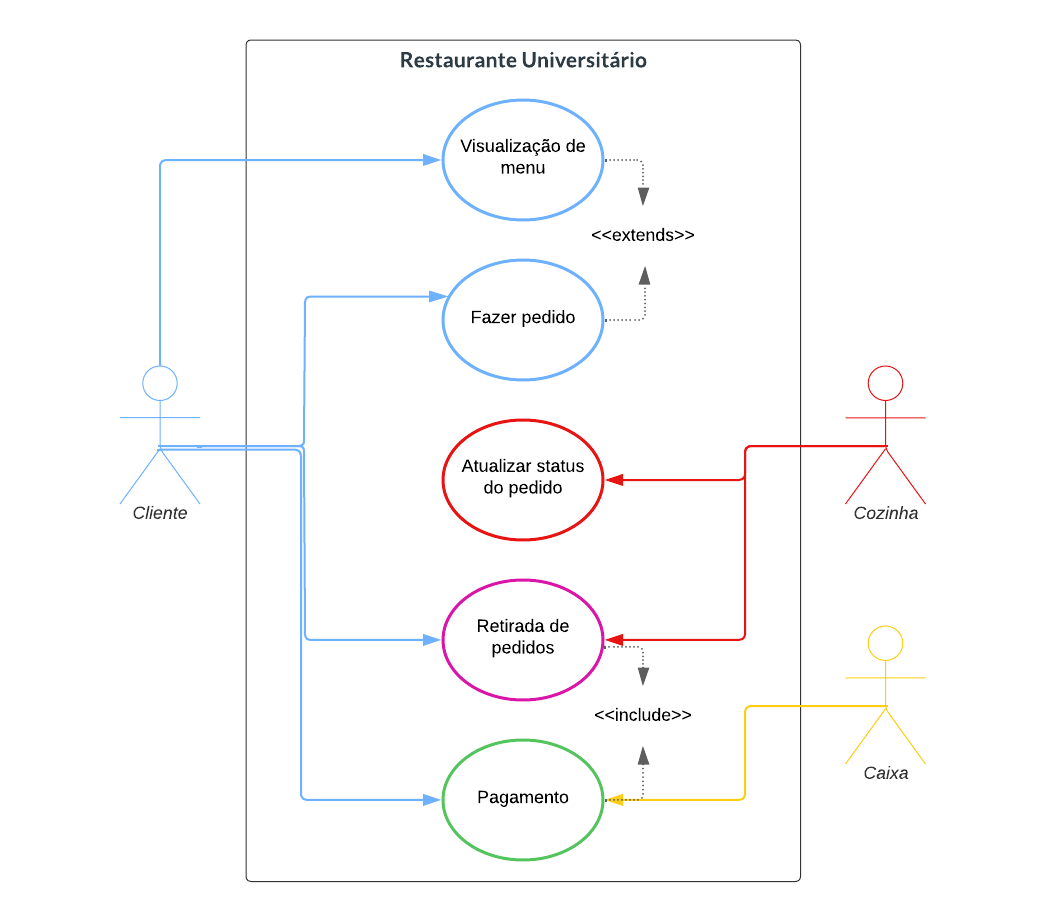 Restaurante Universitário
Visualização de
menu
<<extends>>
Fazer pedido
Atualizar status
do pedido
Cliente
Cozinha
Retirada de
pedidos
<<include>>
Caixa
Pagamento